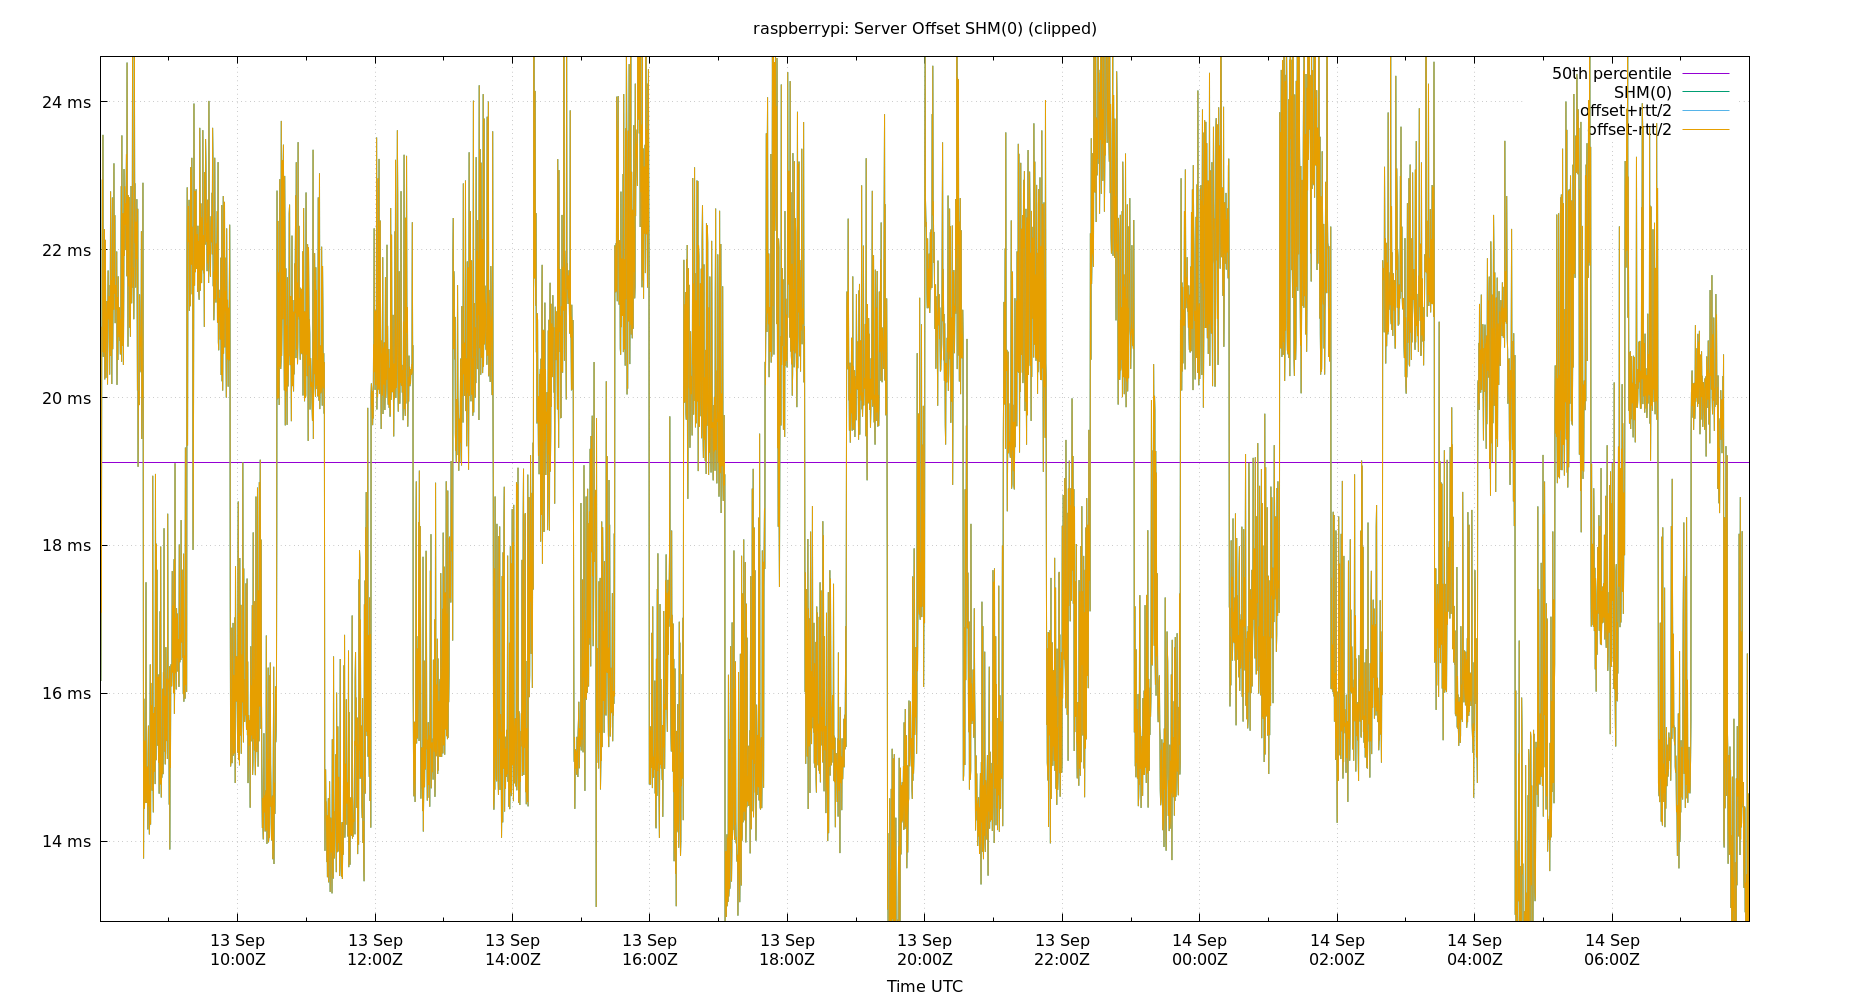 raspberrypi: Server Offset SHM(0) (clipped)
50th percentile
SHM(0)
offset+rtt/2
offset-rtt/2
24 ms
22 ms
20 ms
18 ms
16 ms
14 ms
13 Sep 13 Sep 13 Sep 13 Sep 13 Sep 13 Sep 13 Sep 14 Sep 14 Sep 14 Sep 14 Sep
10:00Z 12:00Z 14:00Z 16:00Z 18:00Z 20:00Z 22:00Z 00:00Z 02:00Z 04:00Z 06:00Z
Time UTC